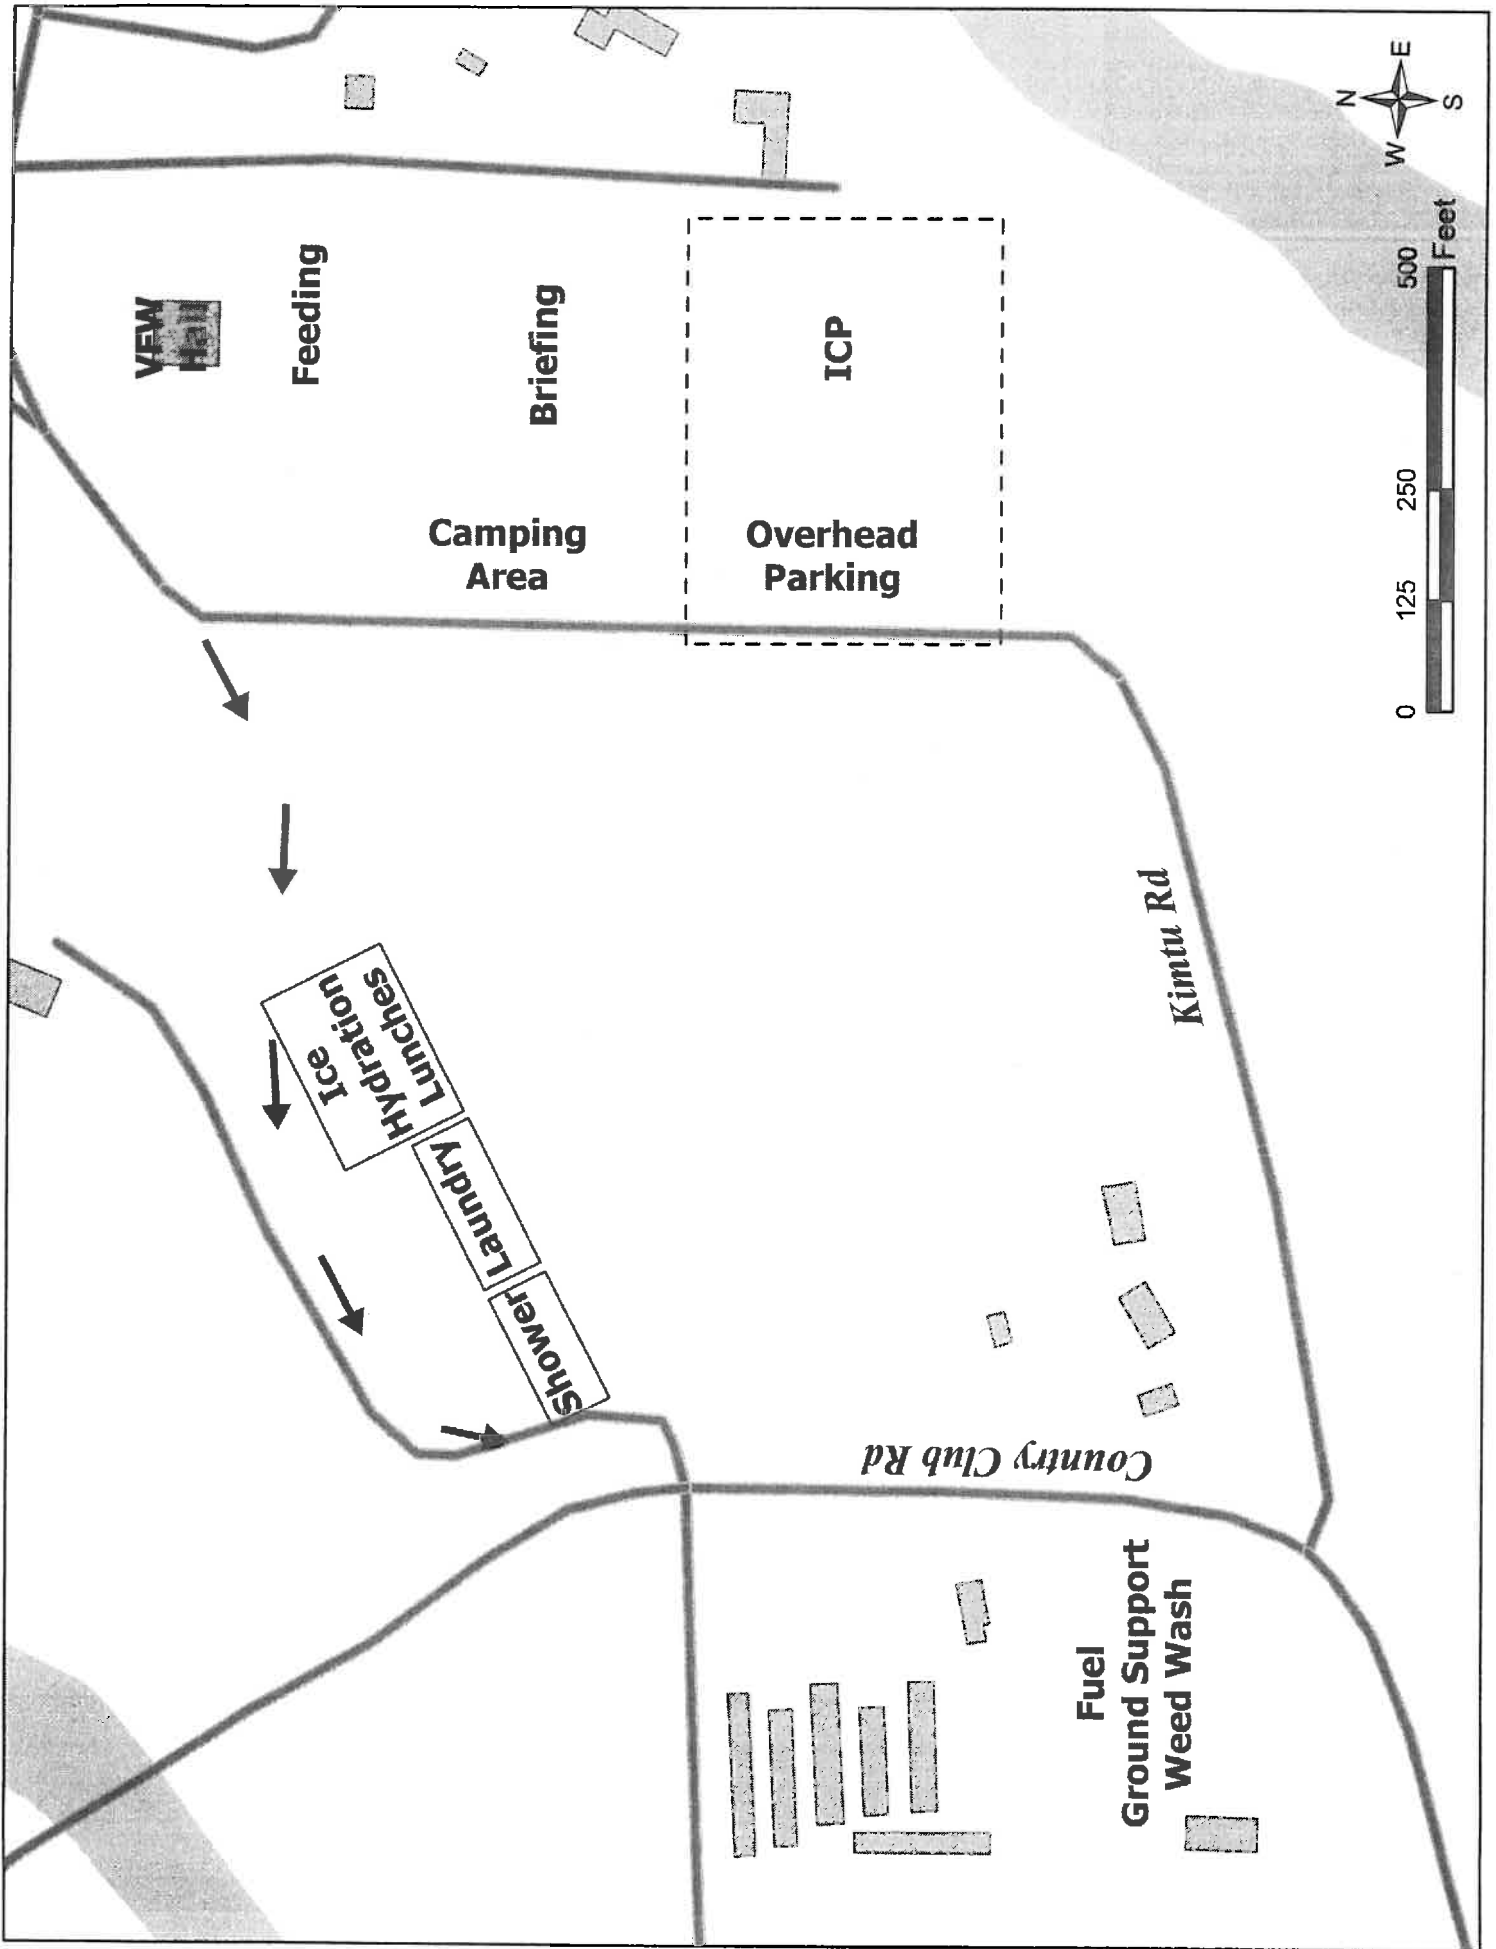 VFW
Hall
Feeding
Briefing
Camping
Area
ICP
Overhead
Parking
Ice
Hydration
Lunches
Laundry
Shower
Kimtu Rd
Country Club Rd
Fuel
Ground Support
Weed Wash
N
E
S
W
0 125 250 500
Feet